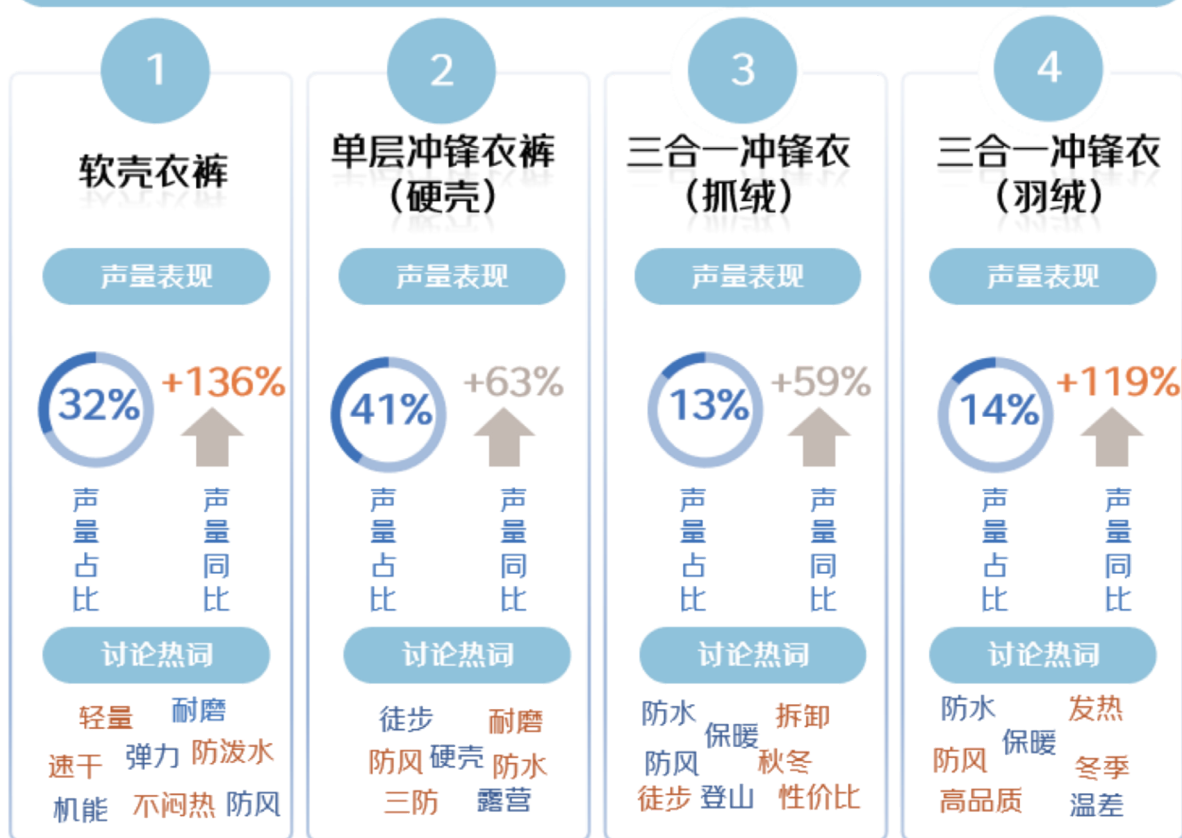 1
软壳衣裤
声量表现
32%
+136%
声量占比
声量同比
讨论热词
轻量 耐磨
速干 弹力 防泼水
机能 不闷热 防风
2
单层冲锋衣裤
（硬壳）
声量表现
41%
+63%
声量占比
声量同比
讨论热词
徒步 耐磨
防风 硬壳 防水
三防 露营
3
三合一冲锋衣
（抓绒）
声量表现
13%
+59%
声量占比
声量同比
讨论热词
防水 保暖 拆卸
防风 秋冬
徒步 登山 性价比
4
三合一冲锋衣
（羽绒）
声量表现
14%
+119%
声量占比
声量同比
讨论热词
防水 发热
防风 保暖 冬季
高品质 温差